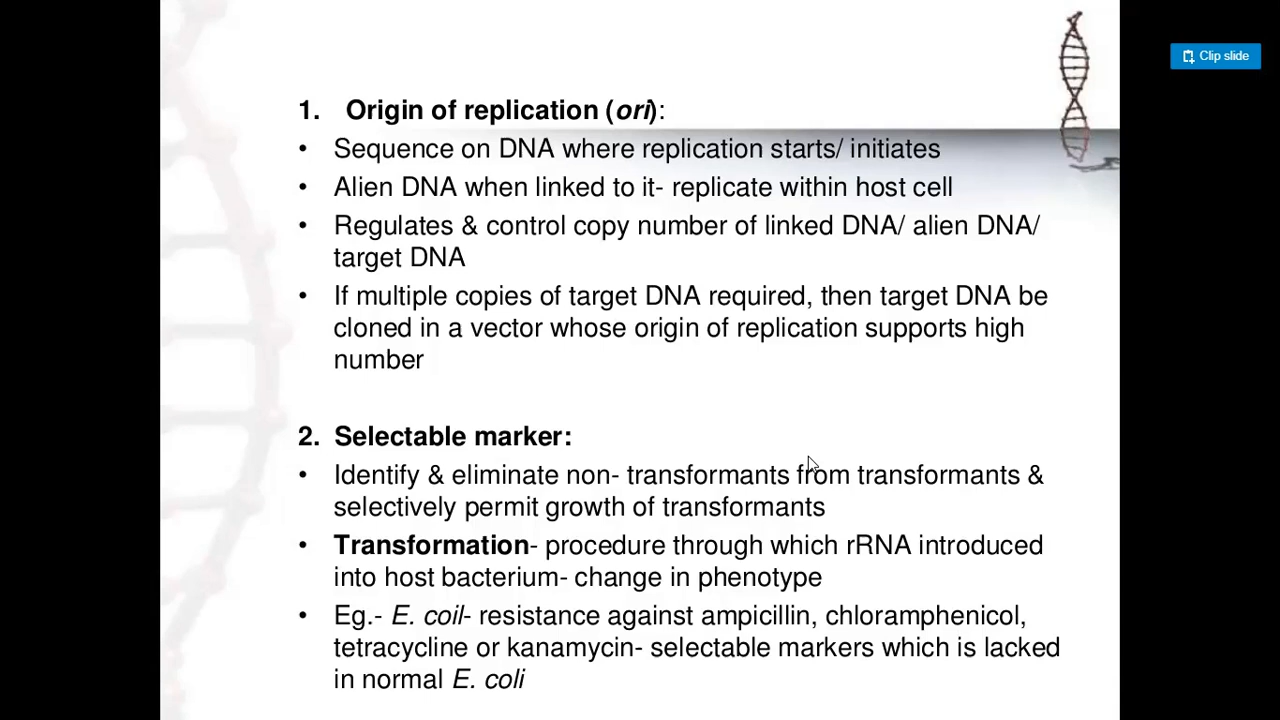 Clip slide
1. Origin of replication (ori):
• Sequence on DNA where replication starts/ initiates
• Alien DNA when linked to it- replicate within host cell
• Regulates & control copy number of linked DNA/ alien DNA/
target DNA
• If multiple copies of target DNA required, then target DNA be
cloned in a vector whose origin of replication supports high
number
2. Selectable marker:
• Identify & eliminate non- transformants from transformants &
selectively permit growth of transformants
• Transformation- procedure through which rRNA introduced
into host bacterium- change in phenotype
• Eg.- E. coil- resistance against ampicillin, chloramphenicol,
tetracycline or kanamycin- selectable markers which is lacked
in normal E. coli